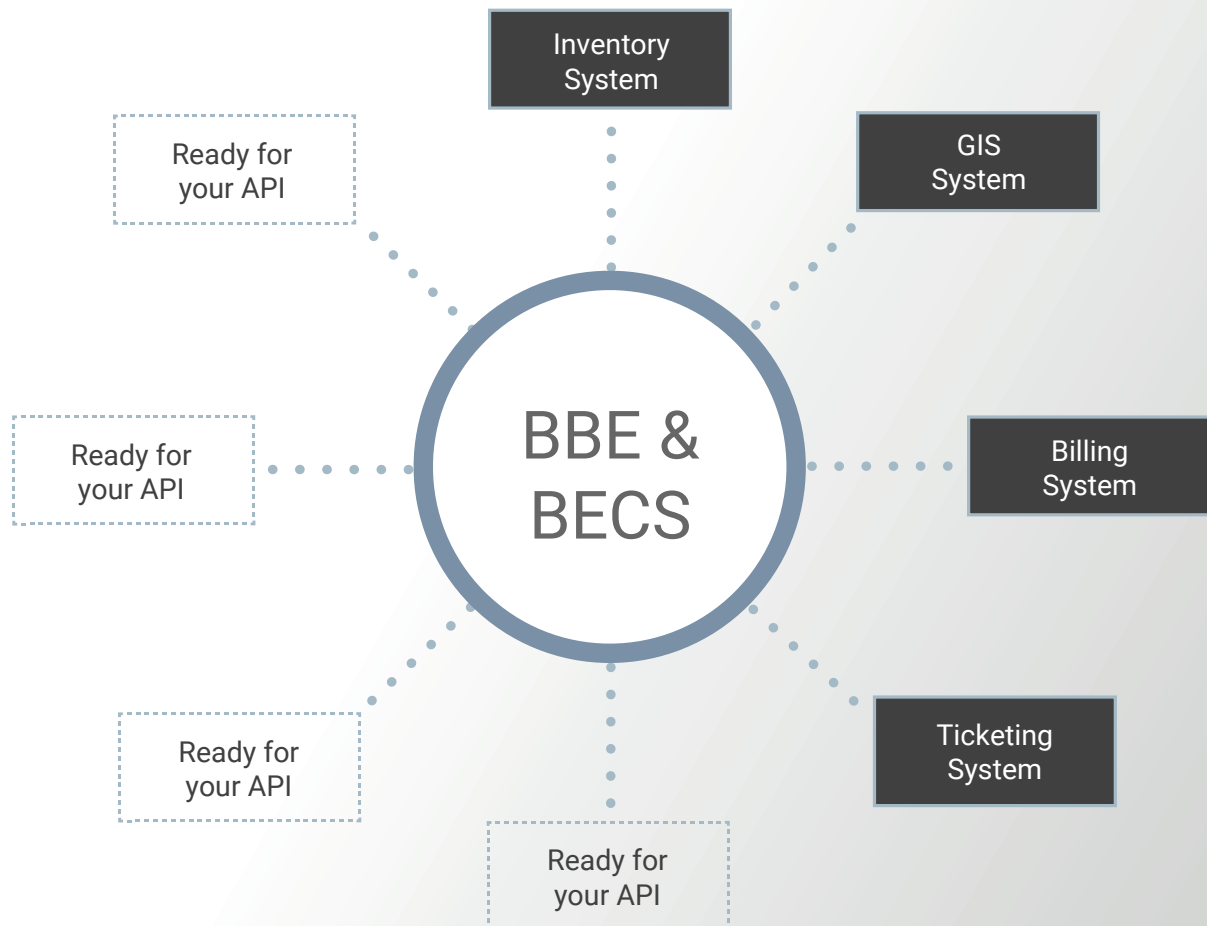 Inventory
System
Ready for
your API
GIS
System
Ready for
your API
BBE &
BECS
Billing
System
Ready for
your API
Ticketing
System
Ready for
your API